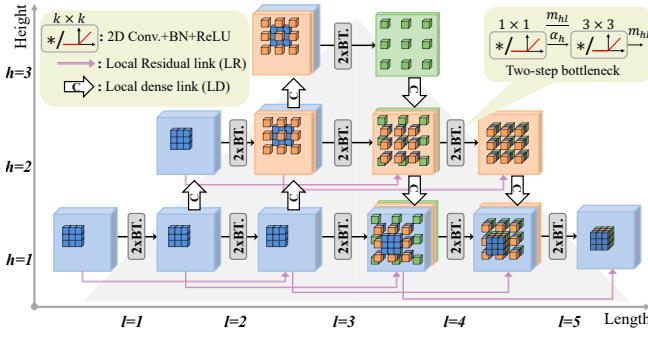 Height
k × k
*/ : 2D Conv.+BN+ReLU
: Local Residual link (LR)
C : Local dense link (LD)
1 × 1
*/
m_hl
α_h
3 × 3
*/
m_hl
Two-step bottleneck
h=3
2xBT.
C
C
h=2
2xBT.
2xBT.
2xBT.
C
C
C
C
h=1
2xBT.
2xBT.
2xBT.
2xBT.
2xBT.
l=1
l=2
l=3
l=4
l=5
Length